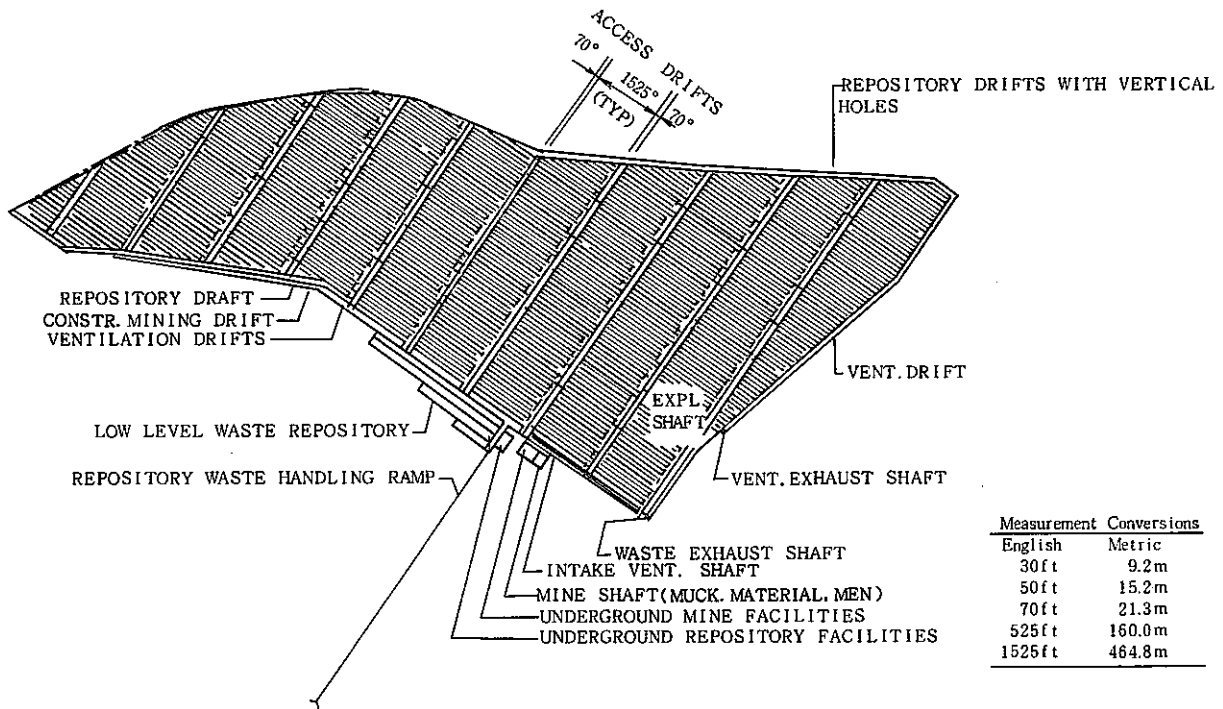 ACCESS DRIFTS
70°
1525°
(TYP)
70°
REPOSITORY DRIFTS WITH VERTICAL
HOLES
REPOSITORY DRAFT
CONSTR. MINING DRIFT
VENTILATION DRIFTS
VENT. DRIFT
EXPL
SHAFT
LOW LEVEL WASTE REPOSITORY
REPOSITORY WASTE HANDLING RAMP
VENT. EXHAUST SHAFT
WASTE EXHAUST SHAFT
INTAKE VENT. SHAFT
MINE SHAFT(MUCK. MATERIAL. MEN)
UNDERGROUND MINE FACILITIES
UNDERGROUND REPOSITORY FACILITIES
Measurement Conversions
English Metric
30ft 9.2m
50ft 15.2m
70ft 21.3m
525ft 160.0m
1525ft 464.8m